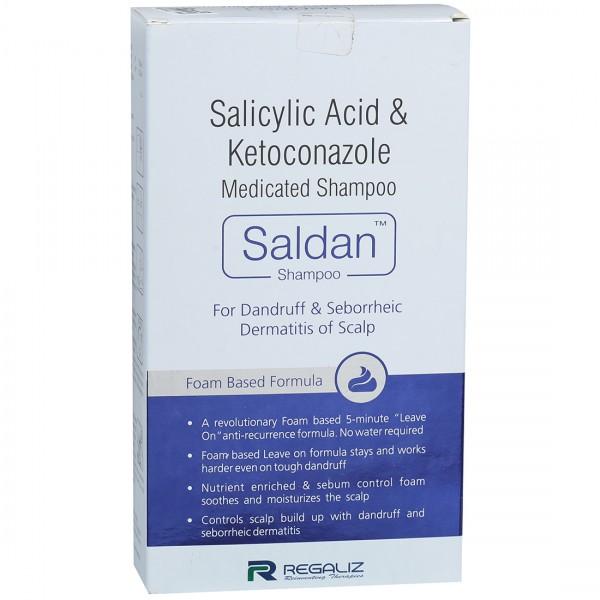 Salicylic Acid &
Ketoconazole
Medicated Shampoo
Saldan™
Shampoo
For Dandruff & Seborrheic
Dermatitis of Scalp
Foam Based Formula
• A revolutionary Foam based 5-minute “Leave
On” anti-recurrence formula. No water required
• Foam based Leave on formula stays and works
harder even on tough dandruff
• Nutrient enriched & sebum control foam
soothes and moisturizes the scalp
• Controls scalp build up with dandruff and
seborrheic dermatitis
REGALIZ
Reinventing Therapies